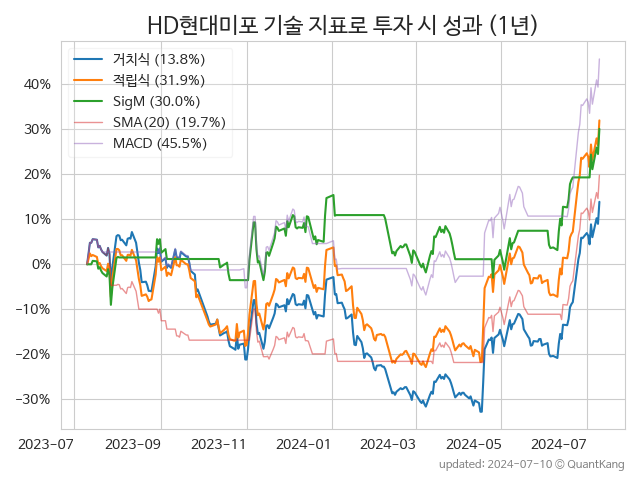 HD현대미포 기술 지표로 투자 시 성과 (1년)
거치식 (13.8%)
적립식 (31.9%)
SigM (30.0%)
SMA(20) (19.7%)
MACD (45.5%)
40%
30%
20%
10%
0%
−10%
−20%
−30%
2023-07
2023-09
2023-11
2024-01
2024-03
2024-05
2024-07
updated: 2024-07-10 © QuantKang